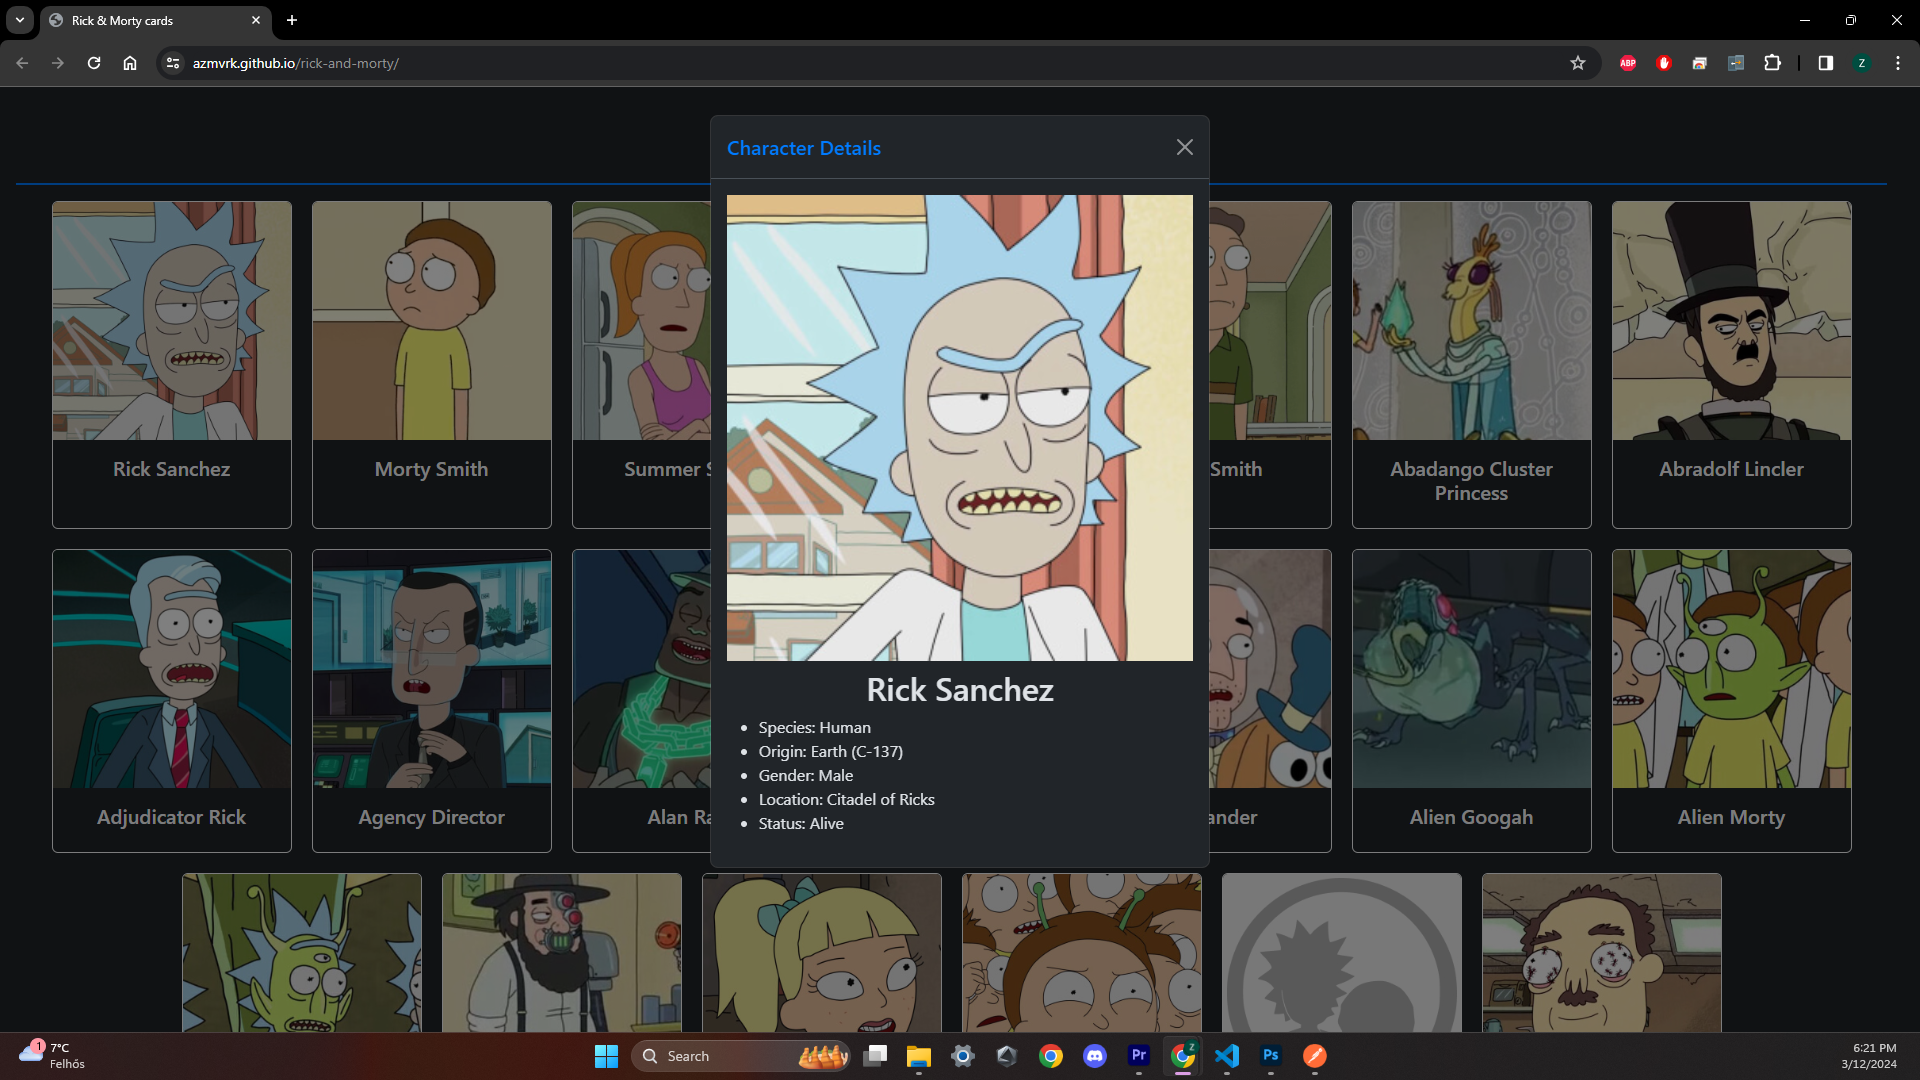 Rick & Morty cards
azmvrk.github.io/rick-and-morty/
ABP
Z
Character Details
Rick Sanchez
Species: Human
Origin: Earth (C-137)
Gender: Male
Location: Citadel of Ricks
Status: Alive
Rick Sanchez
Morty Smith
Summer S
Smith
Abadango Cluster
Princess
Abradolf Lincler
Adjudicator Rick
Agency Director
Alan Ra
ander
Alien Googah
Alien Morty
1
7°C
Felhős
Search
Pr
Z
Ps
6:21 PM
3/12/2024